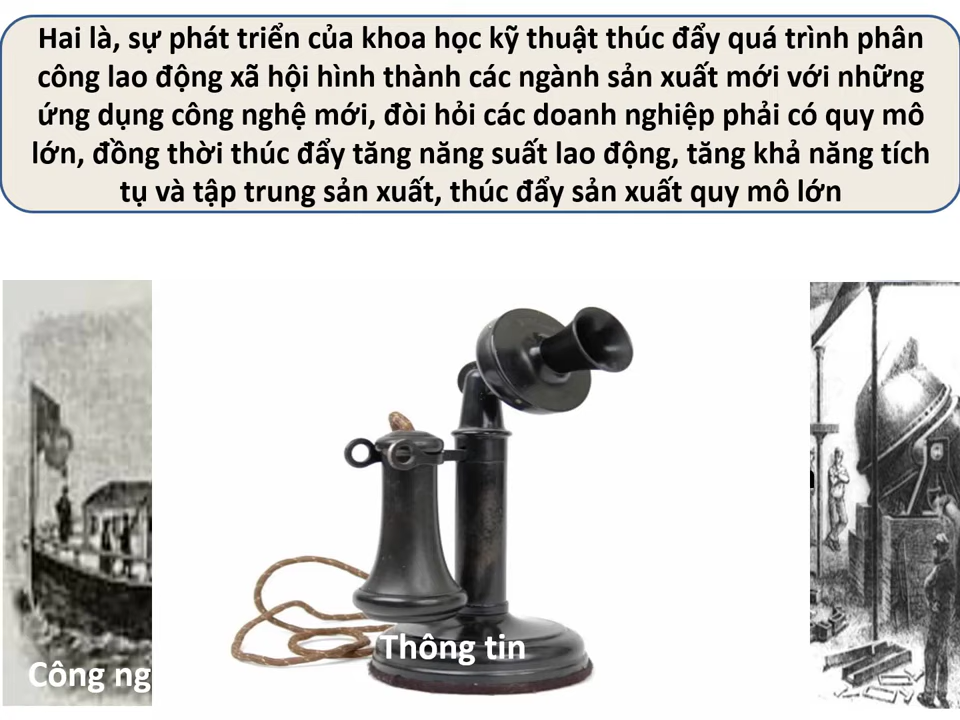 Hai là, sự phát triển của khoa học kỹ thuật thúc đẩy quá trình phân
công lao động xã hội hình thành các ngành sản xuất mới với những
ứng dụng công nghệ mới, đòi hỏi các doanh nghiệp phải có quy mô
lớn, đồng thời thúc đẩy tăng năng suất lao động, tăng khả năng tích
tụ và tập trung sản xuất, thúc đẩy sản xuất quy mô lớn
Thông tin
Công ng